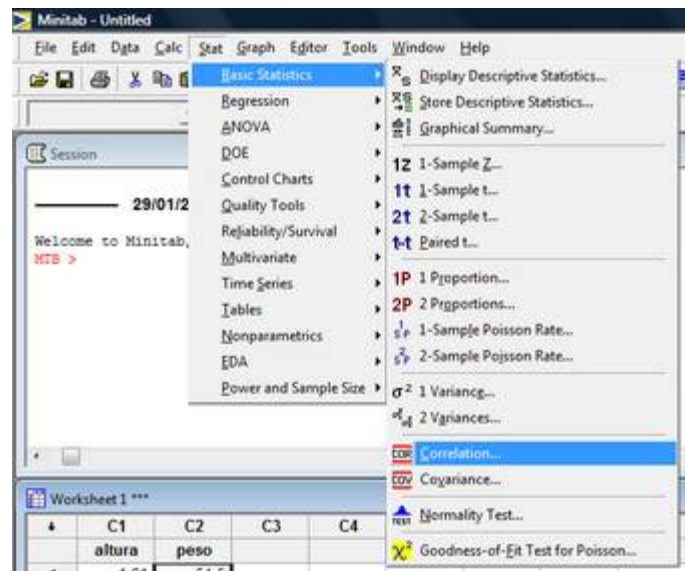 Minitab - Untitled
File Edit Data Calc Stat Graph Editor Tools Window Help
Basic Statistics
Regression
ANOVA
DOE
Control Charts
Quality Tools
Reliability/Survival
Multivariate
Time Series
Tables
Nonparametrics
EDA
Power and Sample Size
Display Descriptive Statistics...
Store Descriptive Statistics...
Graphical Summary...
1Z 1-Sample Z...
1t 1-Sample t...
2t 2-Sample t...
t-t Paired t...
1P 1 Proportion...
2P 2 Proportions...
1-Sample Poisson Rate...
2-Sample Poisson Rate...
σ² 1 Variance...
2 Variances...
COR Correlation...
COV Covariance...
TEST Normality Test...
χ² Goodness-of-Fit Test for Poisson...
Session
29/01/2
Welcome to Minitab,
MTB >
Worksheet 1 ***
C1 C2 C3 C4
altura peso